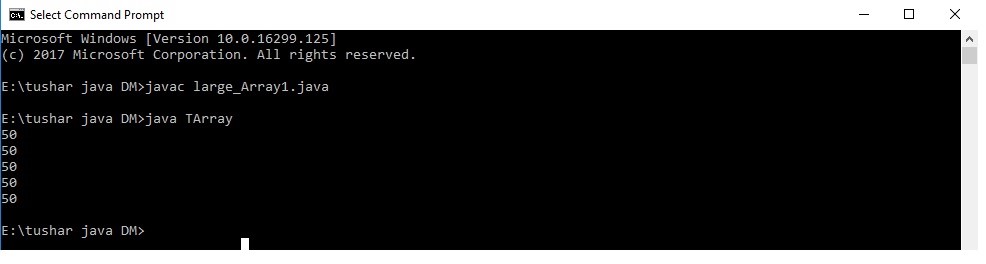 Select Command Prompt
Microsoft Windows [Version 10.0.16299.125]
(c) 2017 Microsoft Corporation. All rights reserved.
E:\tushar java DM>javac large_Array1.java
E:\tushar java DM>java TArray
50
50
50
50
50
E:\tushar java DM>